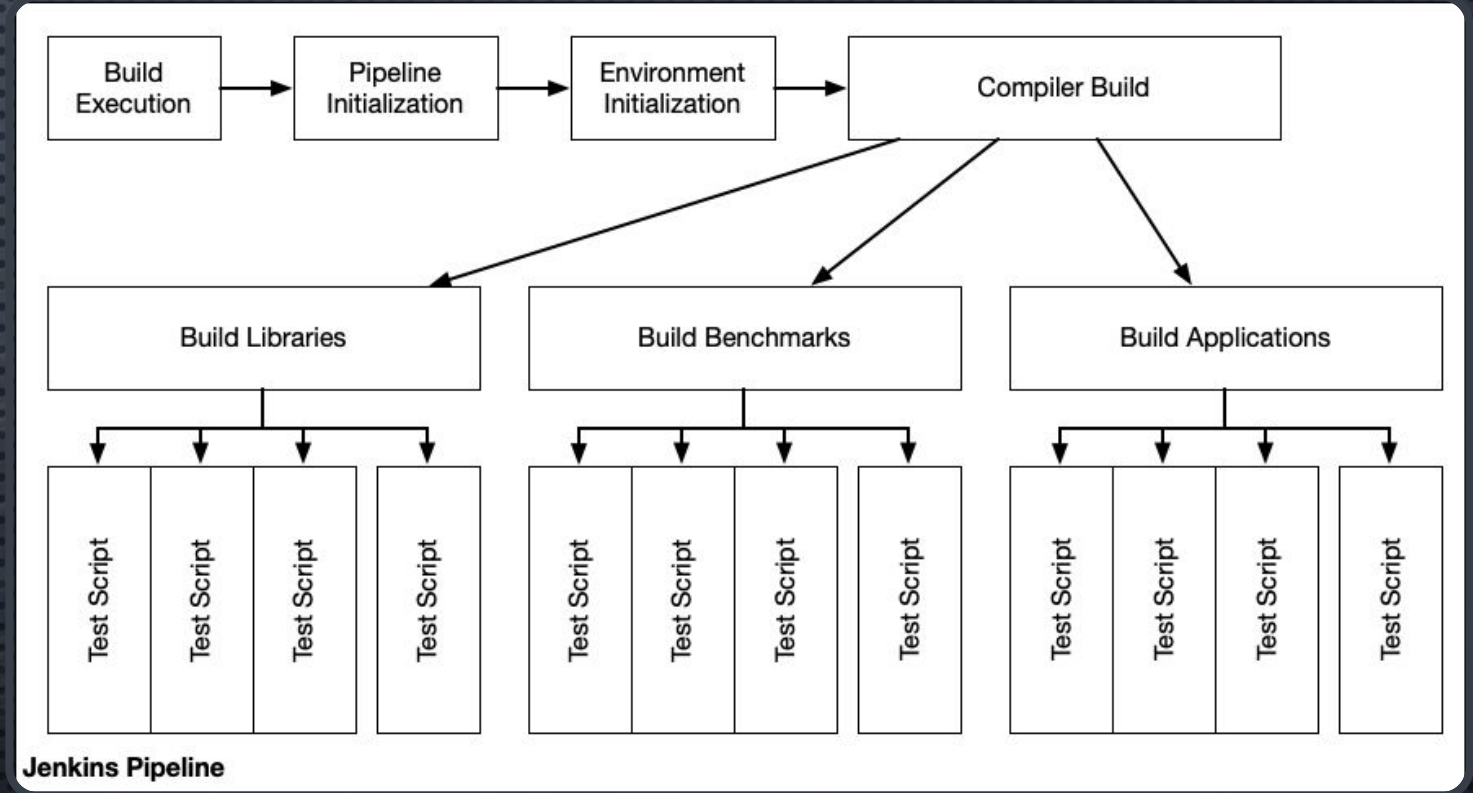 Build
Execution
Pipeline
Initialization
Environment
Initialization
Compiler Build
Build Libraries
Build Benchmarks
Build Applications
Test Script
Test Script
Test Script
Test Script
Test Script
Test Script
Test Script
Test Script
Test Script
Test Script
Test Script
Test Script
Jenkins Pipeline